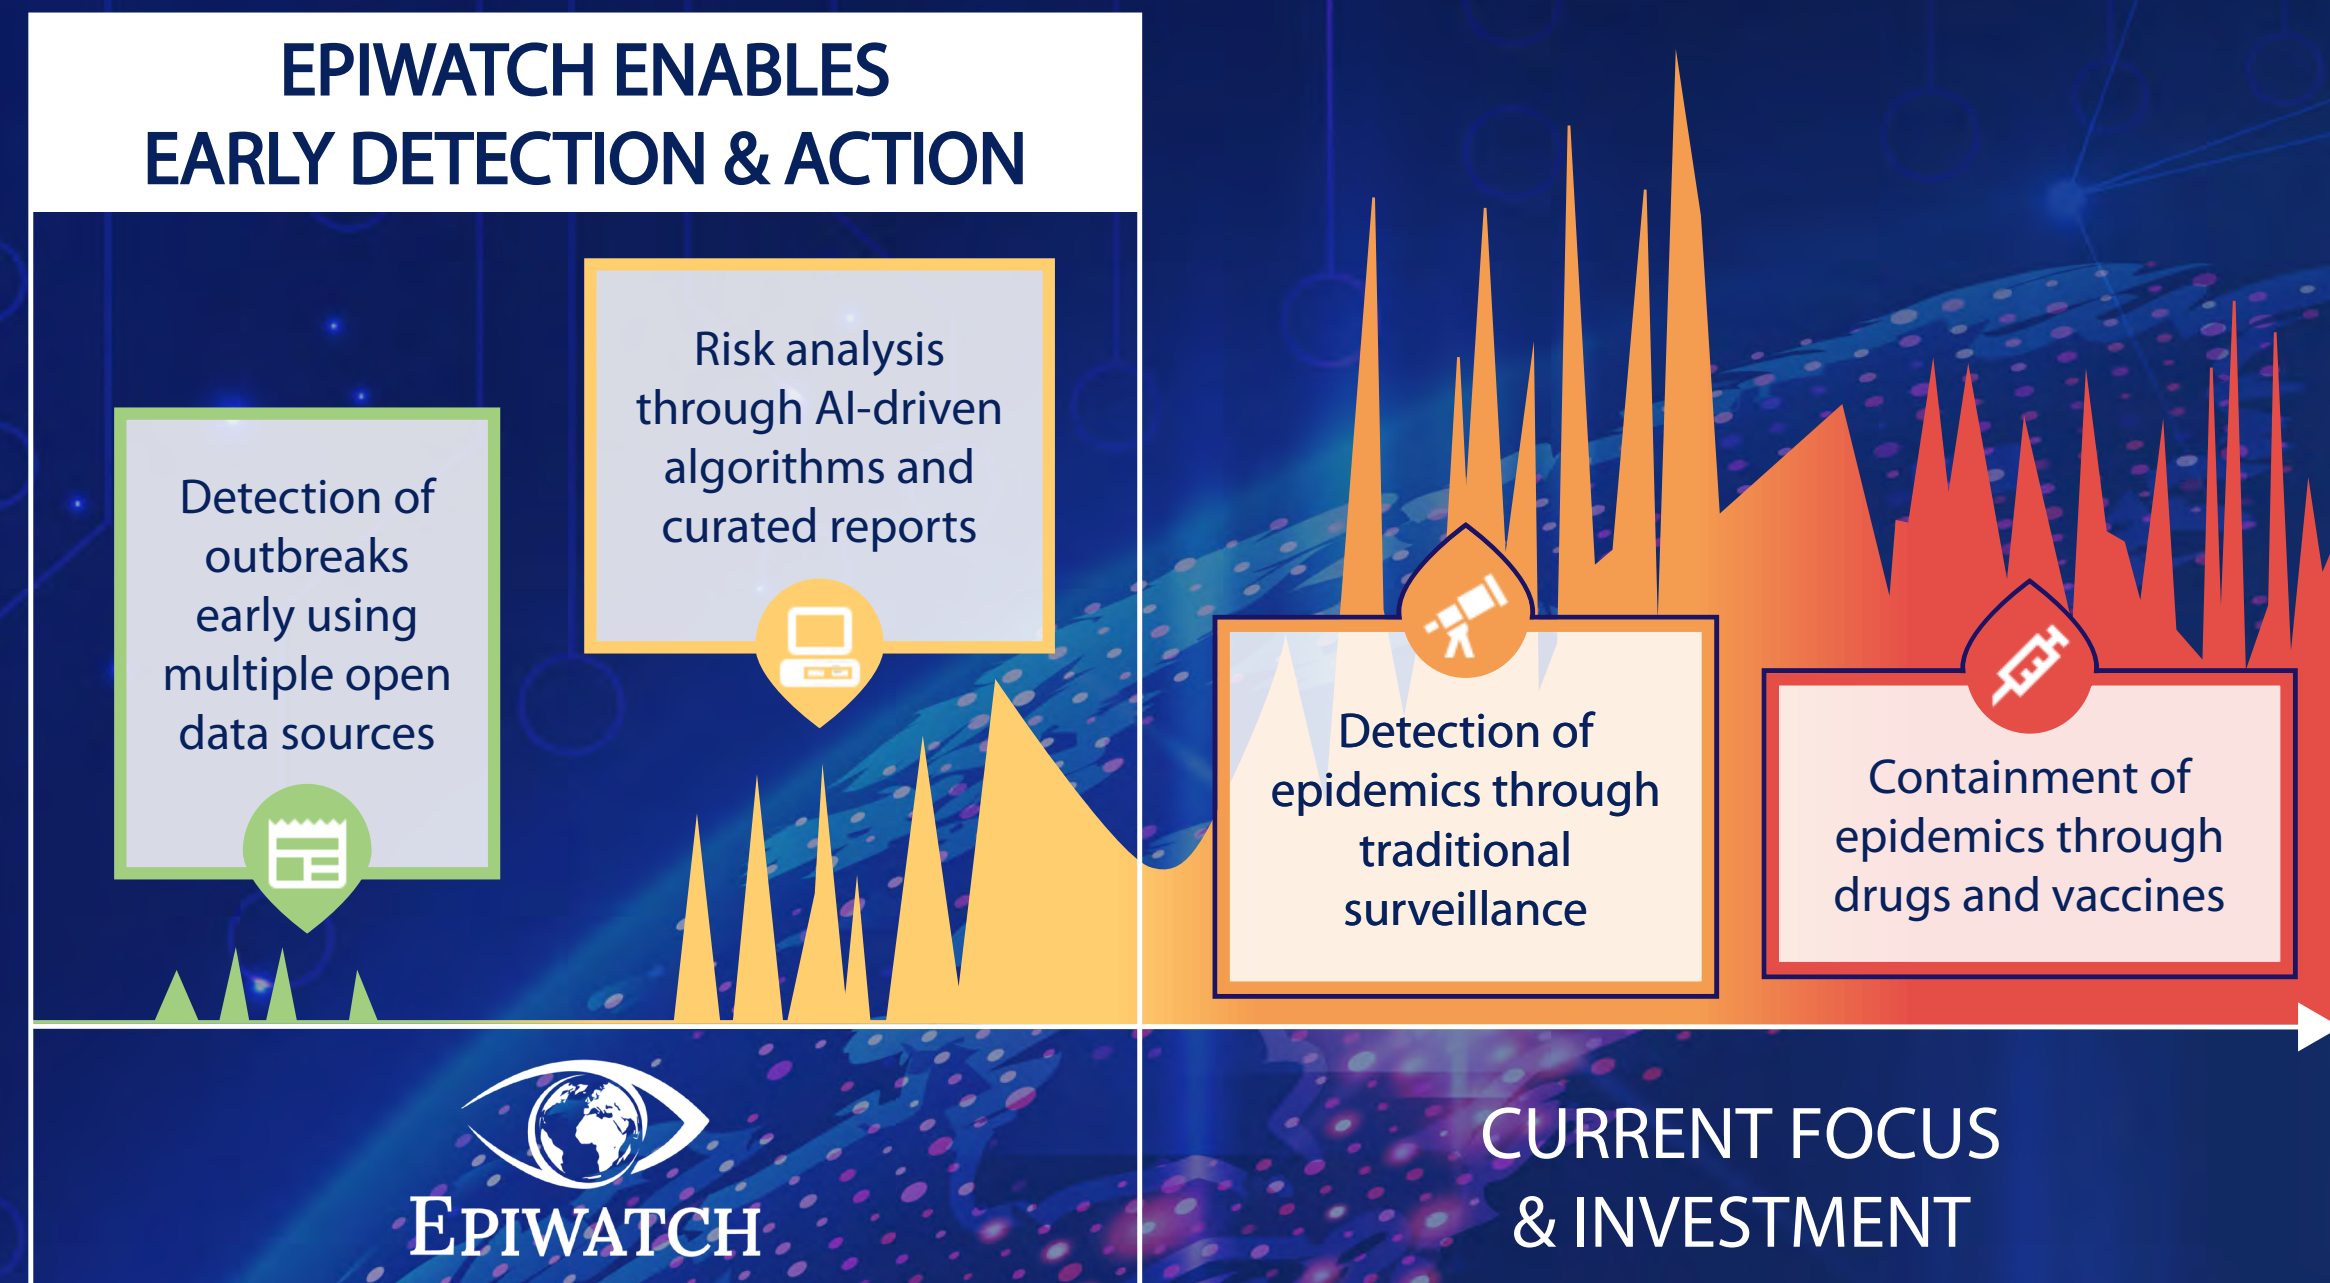 EPIWATCH ENABLES
EARLY DETECTION & ACTION
Detection of
outbreaks
early using
multiple open
data sources
Risk analysis
through AI-driven
algorithms and
curated reports
Detection of
epidemics through
traditional
surveillance
Containment of
epidemics through
drugs and vaccines
EPIWATCH
CURRENT FOCUS
& INVESTMENT